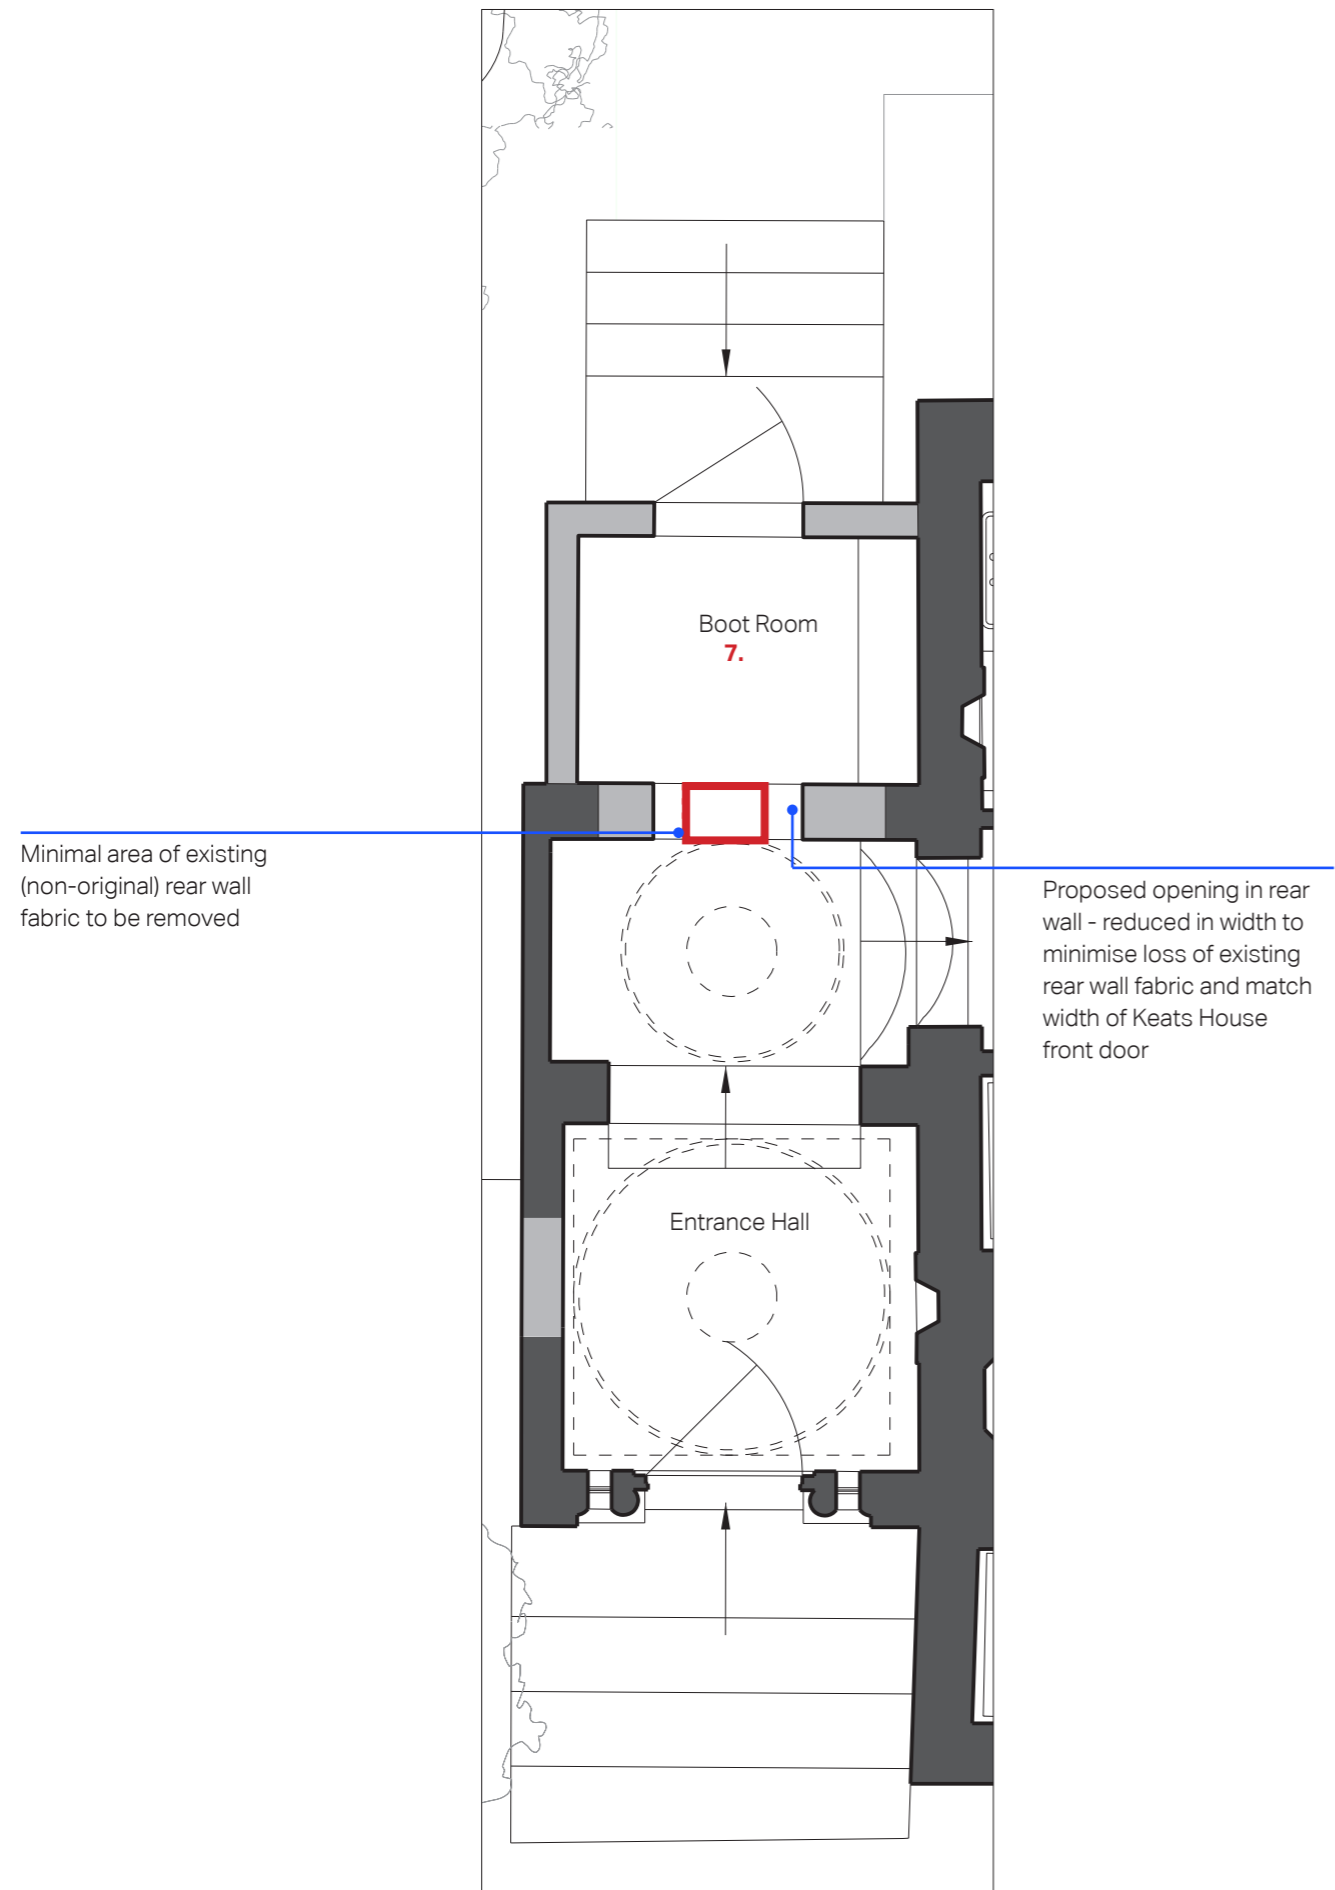 Boot Room
7.
Minimal area of existing
(non-original) rear wall
fabric to be removed
Proposed opening in rear
wall - reduced in width to
minimise loss of existing
rear wall fabric and match
width of Keats House
front door
Entrance Hall